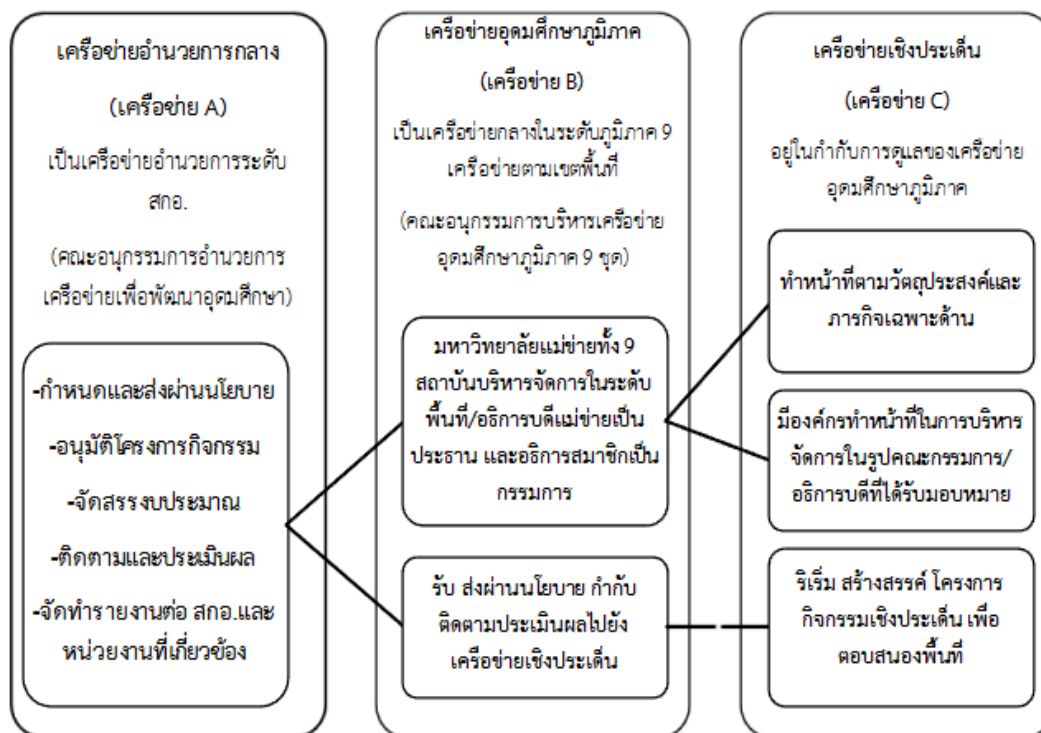 เครือข่ายอำนวยการกลาง
(เครือข่าย A)
เป็นเครือข่ายอำนวยการระดับ
สกอ.
(คณะอนุกรรมการอำนวยการ
เครือข่ายเพื่อพัฒนาอุดมศึกษา)
-กำหนดและส่งผ่านนโยบาย
-อนุมัติโครงการกิจกรรม
-จัดสรรงบประมาณ
-ติดตามและประเมินผล
-จัดทำรายงานต่อ สกอ.และ
หน่วยงานที่เกี่ยวข้อง
เครือข่ายอุดมศึกษาภูมิภาค
(เครือข่าย B)
เป็นเครือข่ายกลางในระดับภูมิภาค 9
เครือข่ายตามเขตพื้นที่
(คณะอนุกรรมการบริหารเครือข่าย
อุดมศึกษาภูมิภาค 9 ชุด)
มหาวิทยาลัยแม่ข่ายทั้ง 9
สถาบันบริหารจัดการในระดับ
พื้นที่/อธิการบดีแม่ข่ายเป็น
ประธาน และอธิการสมาชิกเป็น
กรรมการ
รับ ส่งผ่านนโยบาย กำกับ
ติดตามประเมินผลไปยัง
เครือข่ายเชิงประเด็น
เครือข่ายเชิงประเด็น
(เครือข่าย C)
อยู่ในกำกับการดูแลของเครือข่าย
อุดมศึกษาภูมิภาค
ทำหน้าที่ตามวัตถุประสงค์และ
ภารกิจเฉพาะด้าน
มีองค์กรทำหน้าที่ในการบริหาร
จัดการในรูปคณะกรรมการ/
อธิการบดีที่ได้รับมอบหมาย
ริเริ่ม สร้างสรรค์ โครงการ
กิจกรรมเชิงประเด็น เพื่อ
ตอบสนองพื้นที่